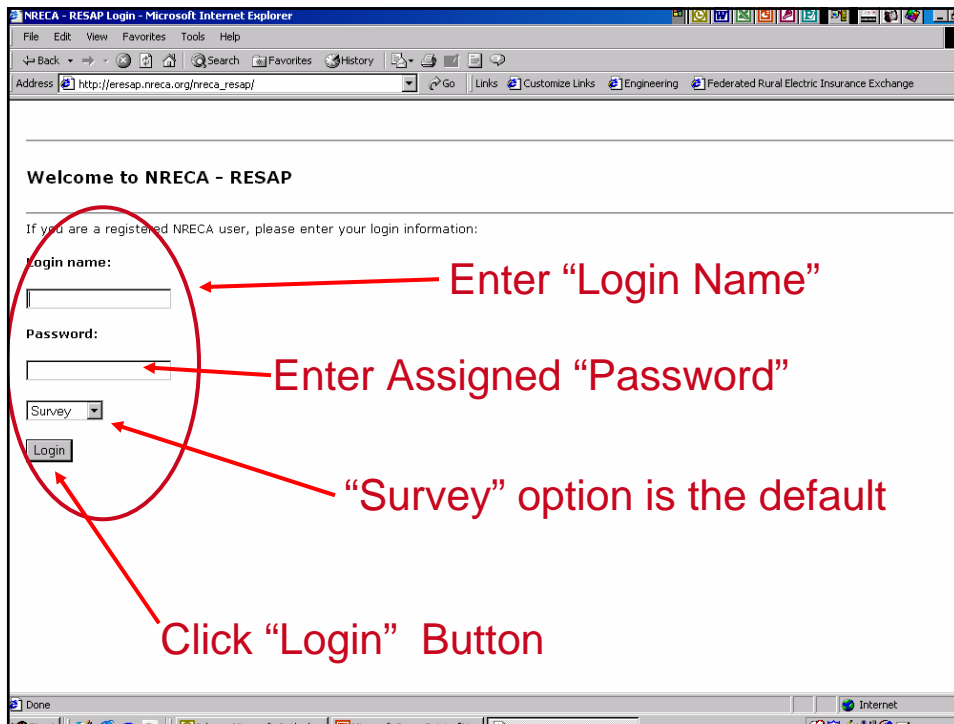 NRECA - RESAP Login - Microsoft Internet Explorer
File Edit View Favorites Tools Help
Back Search Favorites History
Address http://eresap.nreca.org/nreca_resap/ Go Links Customize Links Engineering Federated Rural Electric Insurance Exchange
Welcome to NRECA - RESAP
If you are a registered NRECA user, please enter your login information:
Login name:
Enter “Login Name”
Password:
Enter Assigned “Password”
Survey
Login
“Survey” option is the default
Click “Login” Button
Done Internet